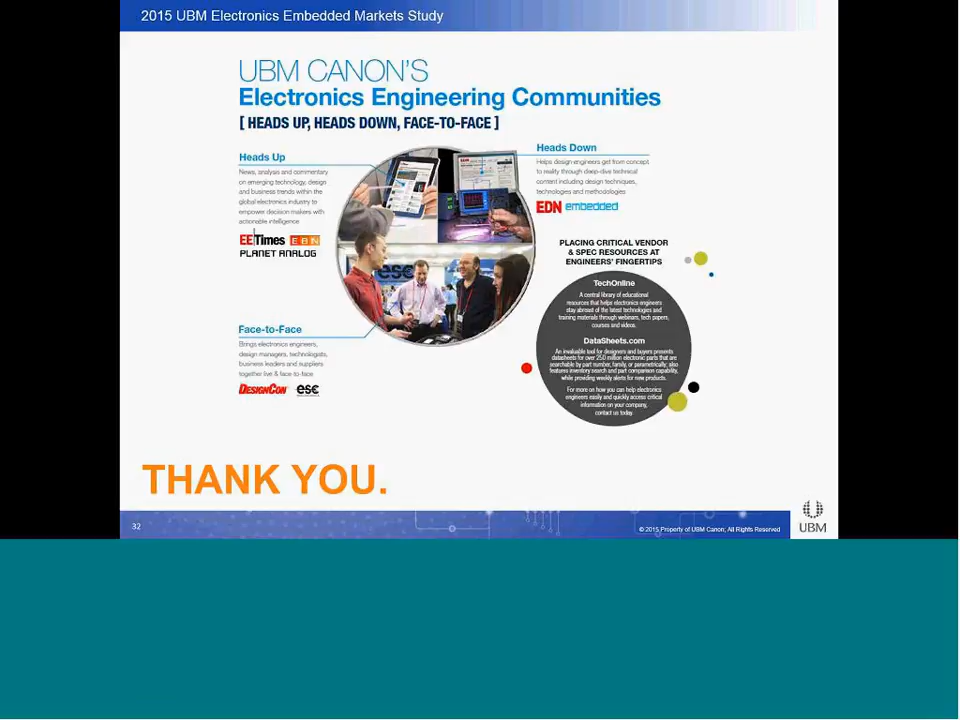 2015 UBM Electronics Embedded Markets Study
UBM CANON'S
Electronics Engineering Communities
[ HEADS UP, HEADS DOWN, FACE-TO-FACE ]
Heads Up
News, analysis and commentary
on emerging technology, design
and business trends within the
global electronics industry to
empower decision makers with
actionable intelligence
EETimes EBN
PLANET ANALOG
Heads Down
Helps design engineers get from concept
to reality through deep-dive technical
content including design techniques,
technologies and methodologies
EDN embedded
esc
Face-to-Face
Brings electronics engineers,
design managers, technologists,
business leaders and suppliers
together live & face-to-face
DESIGNCON esc
PLACING CRITICAL VENDOR
& SPEC RESOURCES AT
ENGINEERS' FINGERTIPS
TechOnline
A central library of educational
resources that helps electronics engineers
stay abreast of the latest technologies and
training materials through webinars, tech papers,
courses and videos.
DataSheets.com
An invaluable tool for designers and buyers presents
datasheets for over 250 million electronic parts that are
searchable by part number, family, or parametrically; also
features inventory search and part comparison capability,
while providing weekly alerts for new products.
For more on how you can help electronics
engineers easily and quickly access critical
information on your company,
contact us today.
THANK YOU.
32
© 2015 Property of UBM Canon; All Rights Reserved
UBM